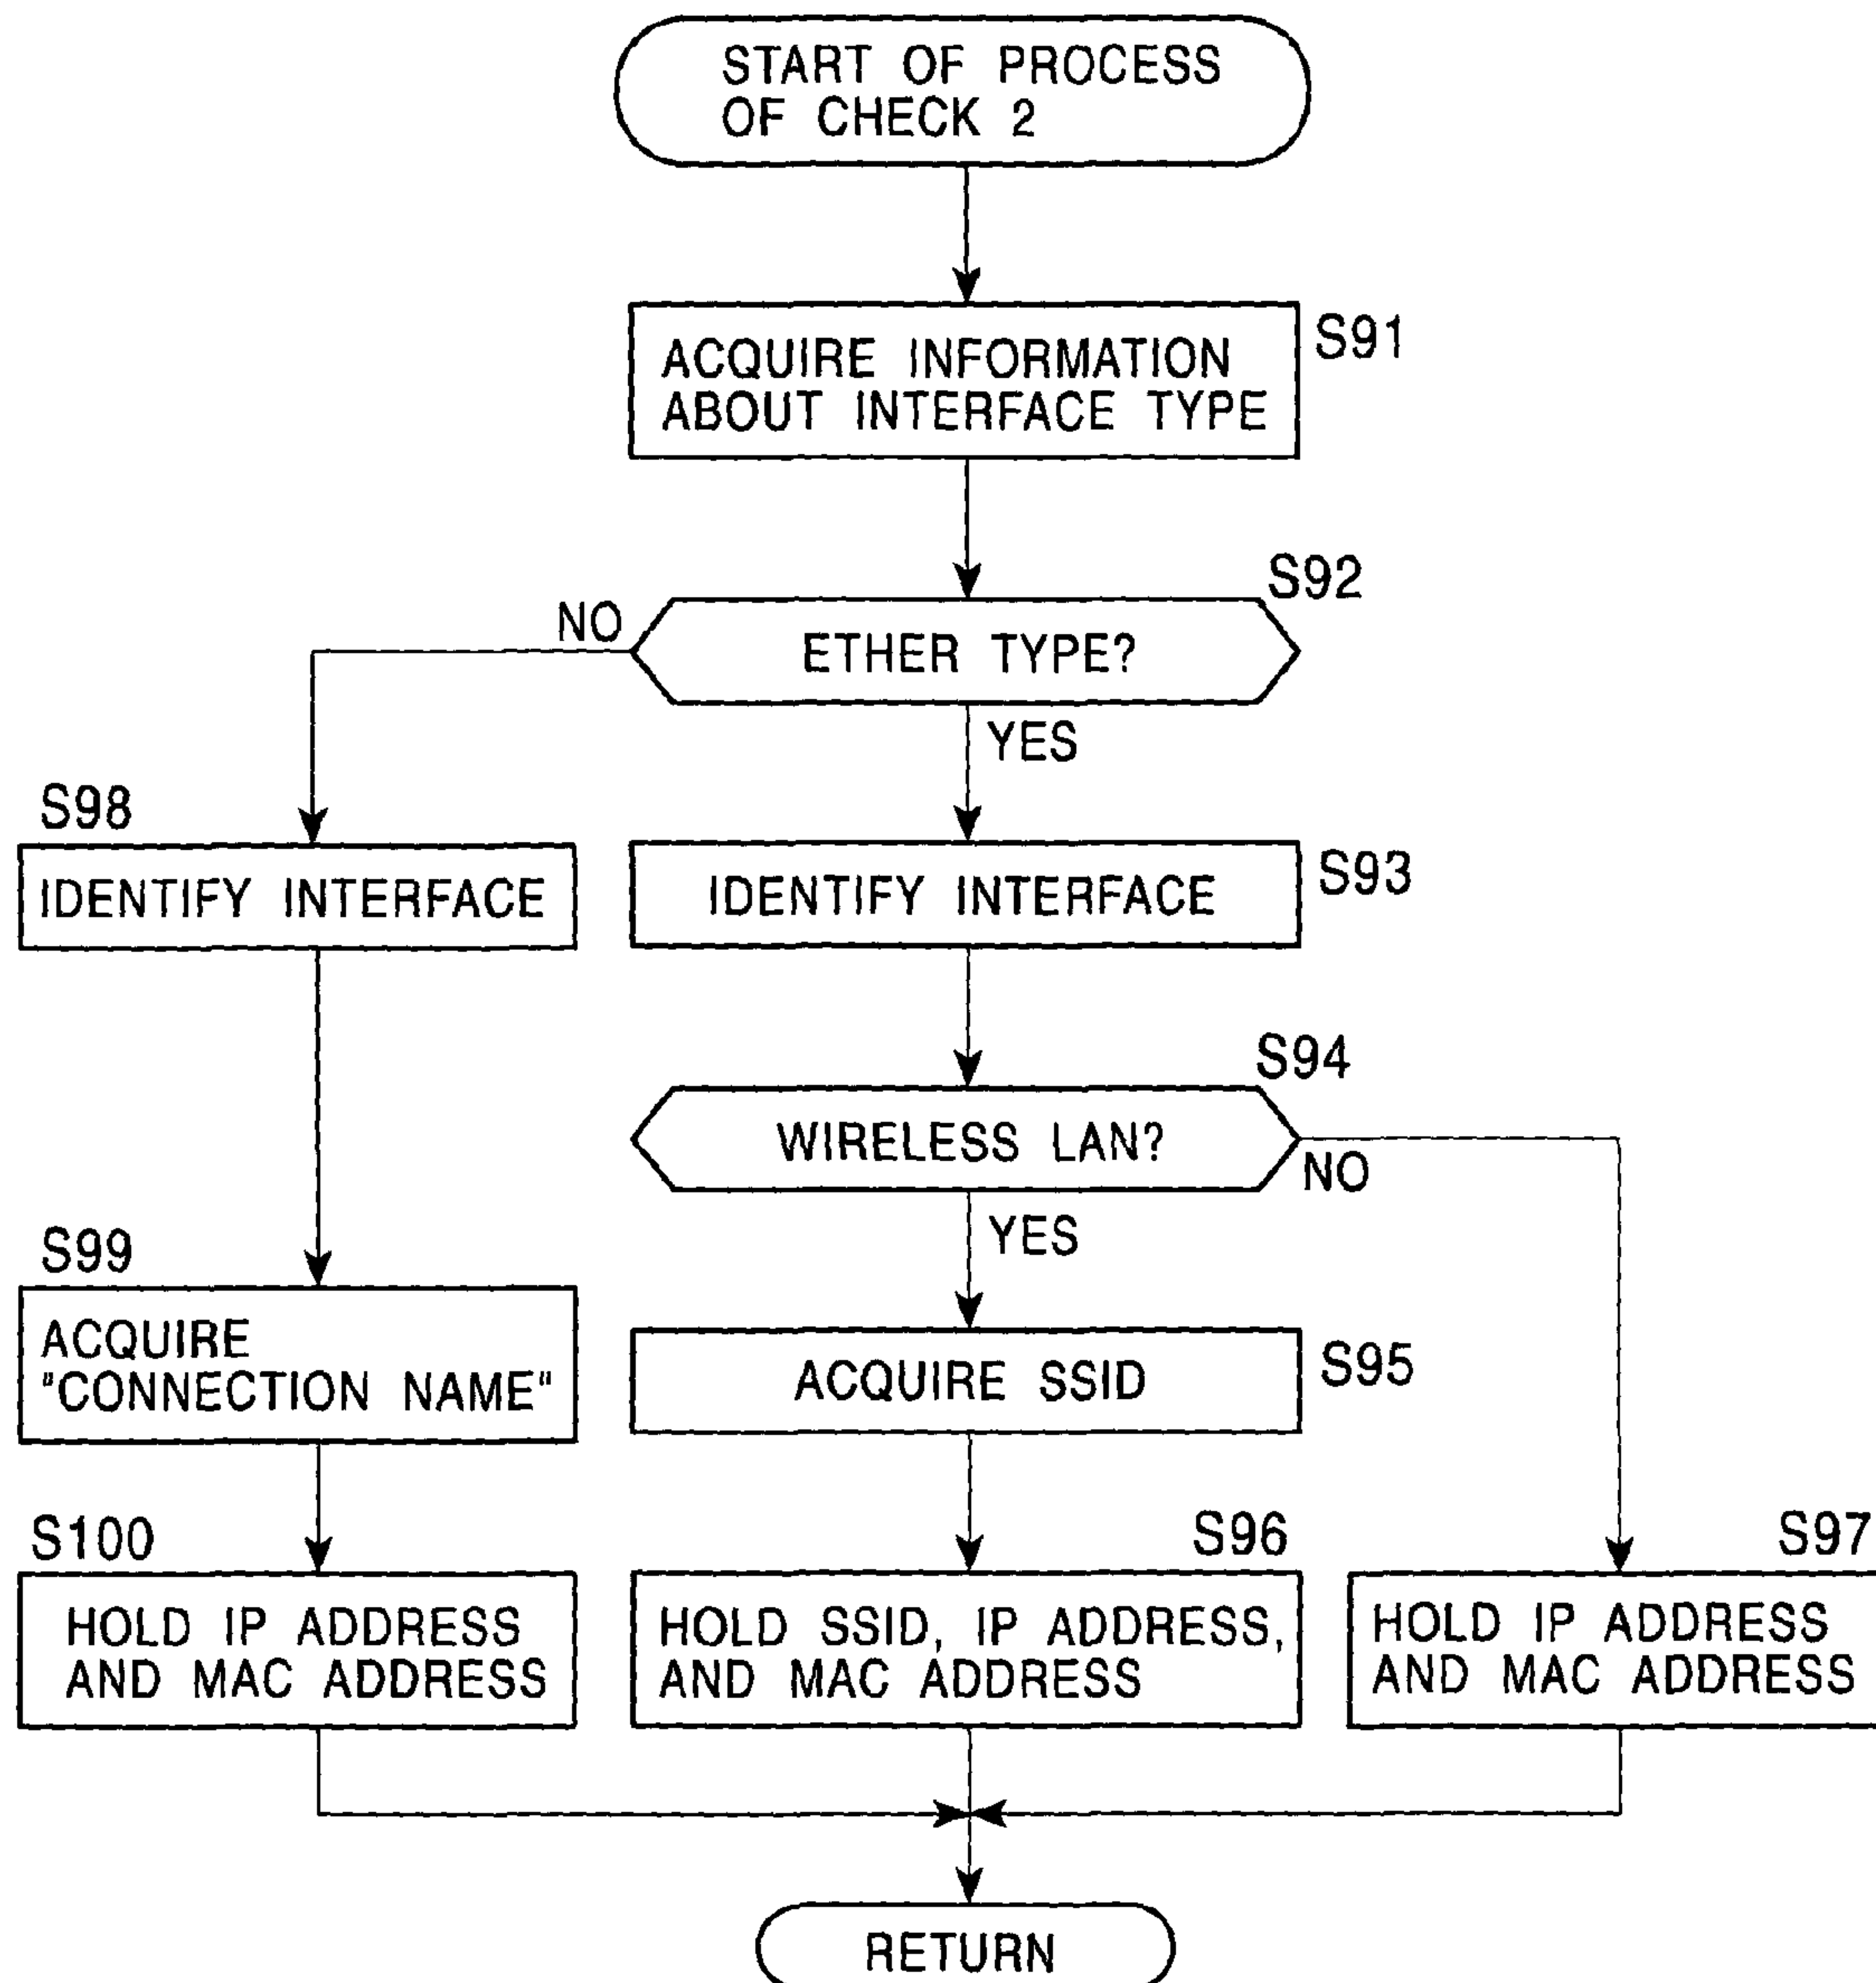 START OF PROCESS
OF CHECK 2
ACQUIRE INFORMATION
ABOUT INTERFACE TYPE
S91
S92
NO
ETHER TYPE?
YES
S98
IDENTIFY INTERFACE
IDENTIFY INTERFACE
S93
S94
WIRELESS LAN?
NO
YES
S99
ACQUIRE
"CONNECTION NAME"
ACQUIRE SSID
S95
S100
HOLD IP ADDRESS
AND MAC ADDRESS
S96
HOLD SSID, IP ADDRESS,
AND MAC ADDRESS
S97
HOLD IP ADDRESS
AND MAC ADDRESS
RETURN